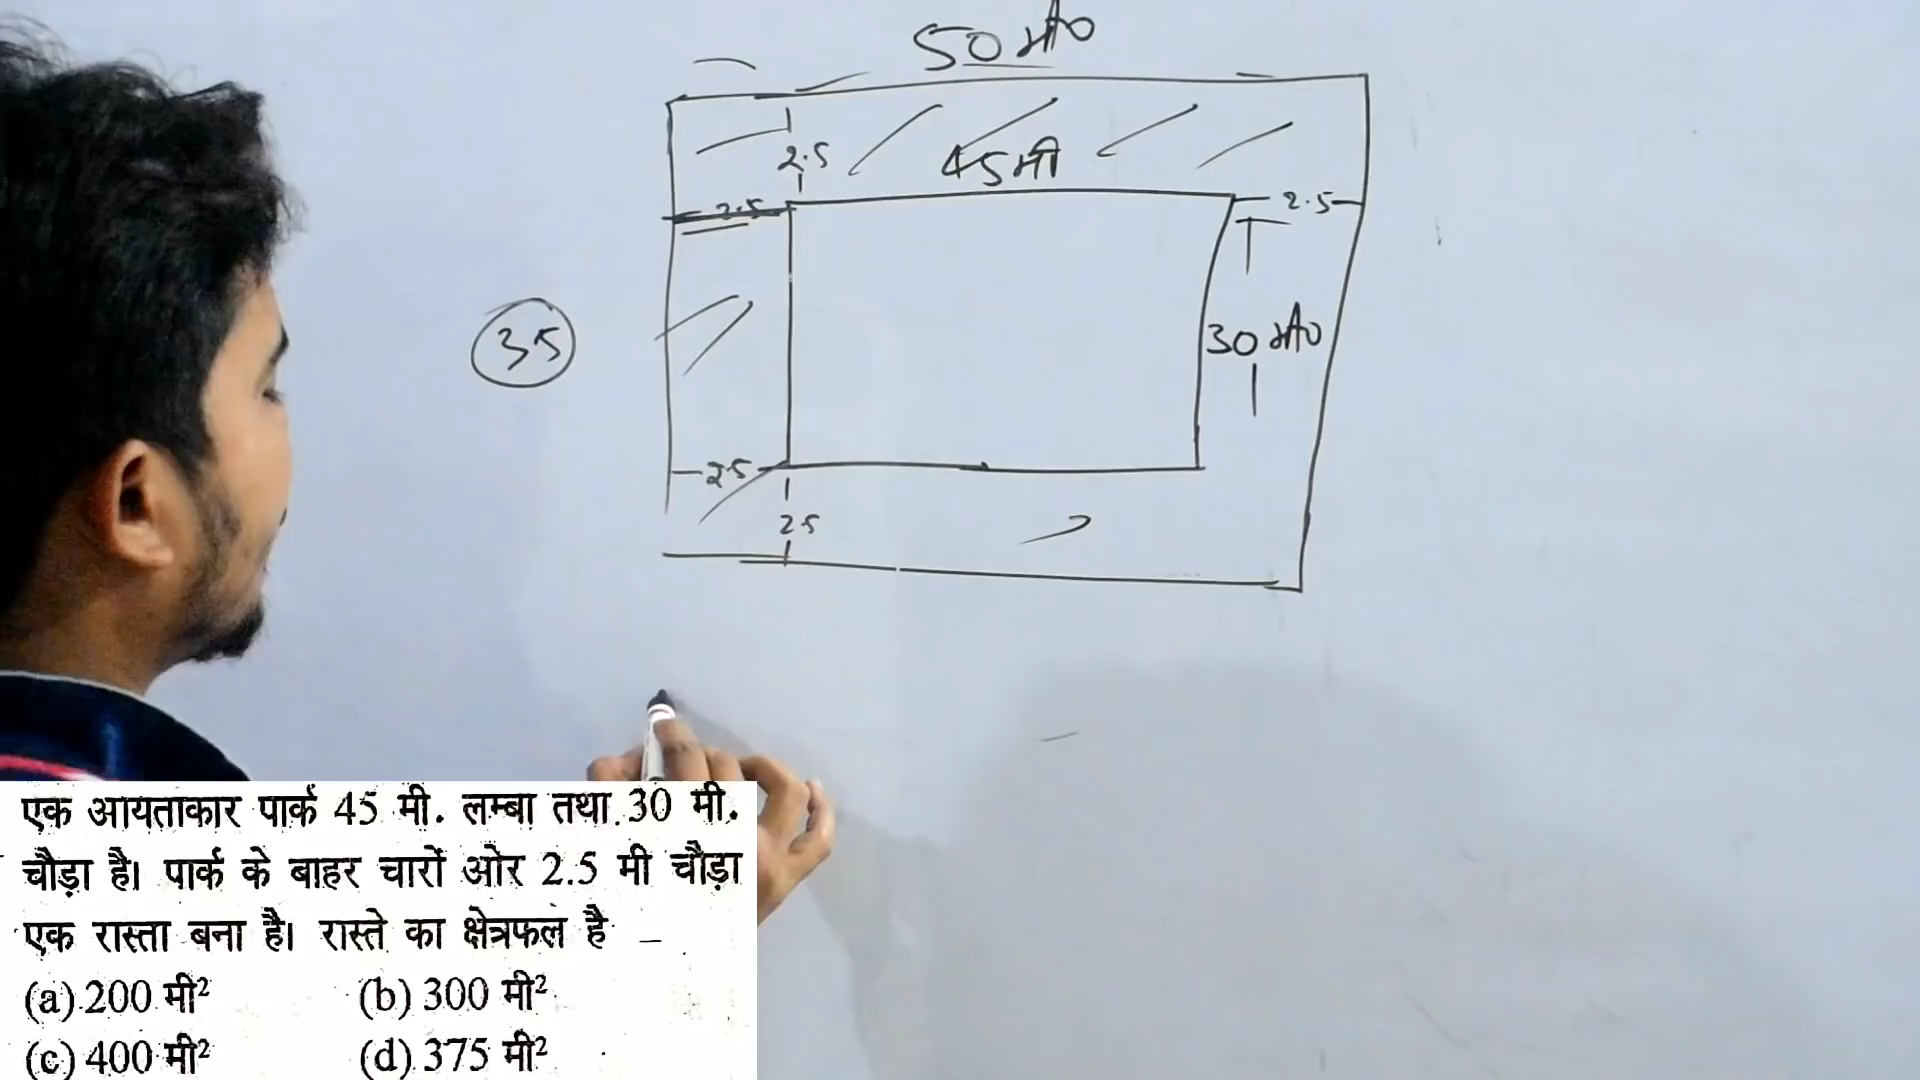 50 मी०
2.5
45 मी
2.5
2.5
35
30 मी०
2.5
2.5
एक आयताकार पार्क 45 मी. लम्बा तथा 30 मी.
चौड़ा है। पार्क के बाहर चारों ओर 2.5 मी चौड़ा
एक रास्ता बना है। रास्ते का क्षेत्रफल है –
(a) 200 मी² (b) 300 मी²
(c) 400 मी² (d) 375 मी²